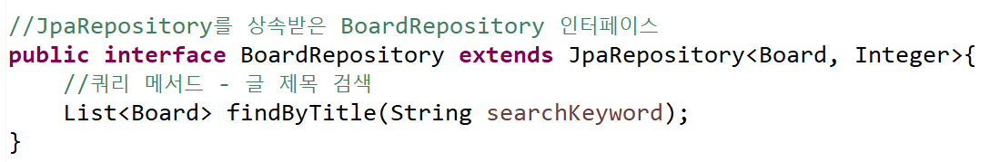 //JpaRepository를 상속받은 BoardRepository 인터페이스
public interface BoardRepository extends JpaRepository<Board, Integer>{
    //쿼리 메서드 - 글 제목 검색
    List<Board> findByTitle(String searchKeyword);
}